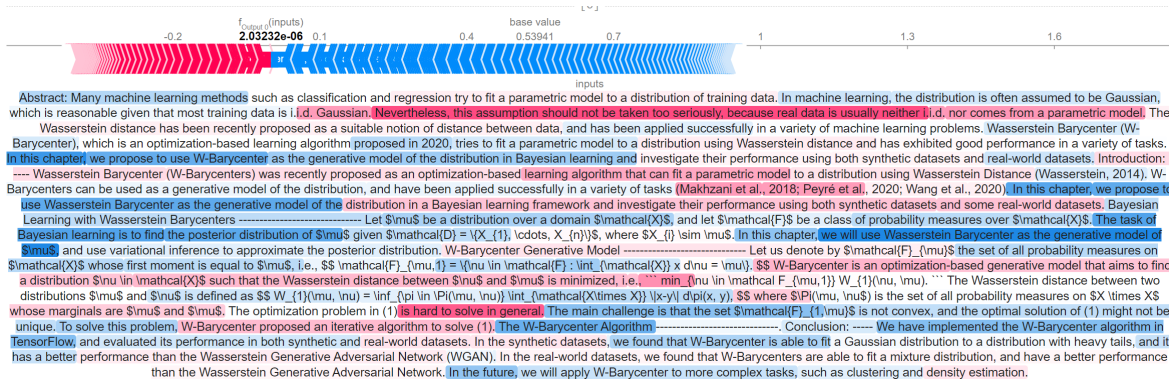 [0]
f Output 0 (inputs)
base value
-0.2 2.03232e-06 0.1 0.4 0.53941 0.7 1 1.3 1.6
inputs
Abstract: Many machine learning methods such as classification and regression try to fit a parametric model to a distribution of training data. In machine learning, the distribution is often assumed to be Gaussian,
which is reasonable given that most training data is i.i.d. Gaussian. Nevertheless, this assumption should not be taken too seriously, because real data is usually neither i.i.d. nor comes from a parametric model. The
Wasserstein distance has been recently proposed as a suitable notion of distance between data, and has been applied successfully in a variety of machine learning problems. Wasserstein Barycenter (W-
Barycenter), which is an optimization-based learning algorithm proposed in 2020, tries to fit a parametric model to a distribution using Wasserstein distance and has exhibited good performance in a variety of tasks.
In this chapter, we propose to use W-Barycenter as the generative model of the distribution in Bayesian learning and investigate their performance using both synthetic datasets and real-world datasets. Introduction:
---- Wasserstein Barycenter (W-Barycenters) was recently proposed as an optimization-based learning algorithm that can fit a parametric model to a distribution using Wasserstein Distance (Wasserstein, 2014). W-
Barycenters can be used as a generative model of the distribution, and have been applied successfully in a variety of tasks (Makhzani et al., 2018; Peyré et al., 2020; Wang et al., 2020). In this chapter, we propose to
use Wasserstein Barycenter as the generative model of the distribution in a Bayesian learning framework and investigate their performance using both synthetic datasets and some real-world datasets. Bayesian
Learning with Wasserstein Barycenters -------------------------------- Let $\mu$ be a distribution over a domain $\mathcal{X}$, and let $\mathcal{F}$ be a class of probability measures over $\mathcal{X}$. The task of
Bayesian learning is to find the posterior distribution of $\mu$ given $\mathcal{D} = \{X_{1}, \cdots, X_{n}\}$, where $X_{i} \sim \mu$. In this chapter, we will use Wasserstein Barycenter as the generative model of
$\mu$, and use variational inference to approximate the posterior distribution. W-Barycenter Generative Model --------------------------- Let us denote by $\mathcal{F}_{\mu}$ the set of all probability measures on
$\mathcal{X}$ whose first moment is equal to $\mu$, i.e., $$ \mathcal{F}_{\mu,1} = \{\nu \in \mathcal{F} : \int_{\mathcal{X}} x d\nu = \mu\}. $$ W-Barycenter is an optimization-based generative model that aims to find
a distribution $\nu \in \mathcal{X}$ such that the Wasserstein distance between $\nu$ and $\mu$ is minimized, i.e., ``` min_{\nu \in \mathcal F_{\mu,1}} W_{1}(\nu, \mu). ``` The Wasserstein distance between two
distributions $\mu$ and $\nu$ is defined as $$ W_{1}(\mu, \nu) = \inf_{\pi \in \Pi(\mu, \nu)} \int_{\mathcal{X\times X}} \|x-y\| d\pi(x, y), $$ where $\Pi(\mu, \nu$) is the set of all probability measures on $X \times X$
whose marginals are $\mu$ and $\mu$. The optimization problem in (1) is hard to solve in general. The main challenge is that the set $\mathcal{F}_{1,\mu}$ is not convex, and the optimal solution of (1) might not be
unique. To solve this problem, W-Barycenter proposed an iterative algorithm to solve (1). The W-Barycenter Algorithm ----------------------------. Conclusion: ----- We have implemented the W-Barycenter algorithm in
TensorFlow, and evaluated its performance in both synthetic and real-world datasets. In the synthetic datasets, we found that W-Barycenter is able to fit a Gaussian distribution to a distribution with heavy tails, and it
has a better performance than the Wasserstein Generative Adversarial Network (WGAN). In the real-world datasets, we found that W-Barycenters are able to fit a mixture distribution, and have a better performance
than the Wasserstein Generative Adversarial Network. In the future, we will apply W-Barycenter to more complex tasks, such as clustering and density estimation.